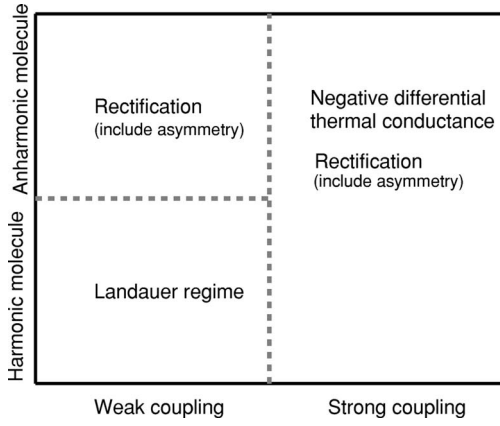 Anharmonic molecule
Harmonic molecule
Rectification
(include asymmetry)
Landauer regime
Negative differential
thermal conductance
Rectification
(include asymmetry)
Weak coupling
Strong coupling